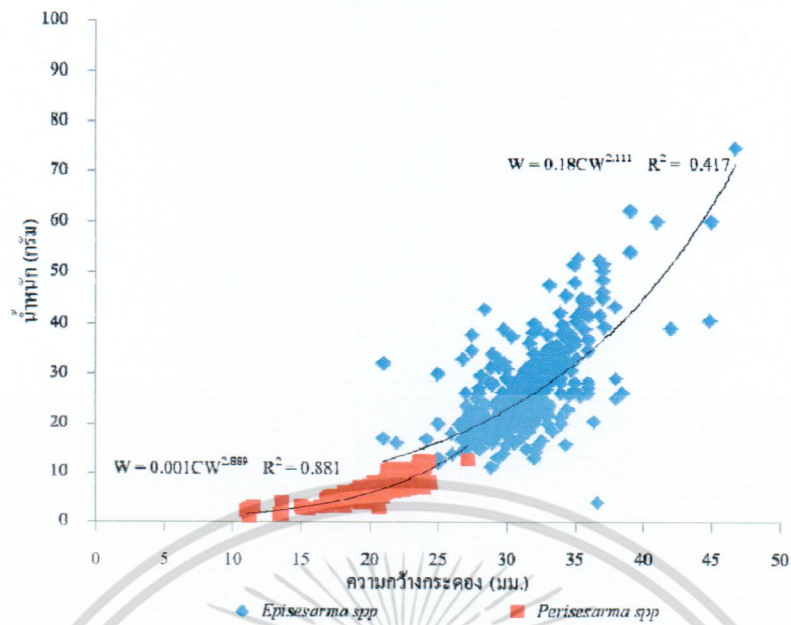 100
90
80
70
60
50
40
30
20
10
0
น้ำหนัก (กรัม)
W = 0.18CW^2.111 R² = 0.417
W = 0.001CW^2.889 R² = 0.881
0 5 10 15 20 25 30 35 40 45 50
ความกว้างกระดอง (มม.)
Episesarma spp Perisesarma spp